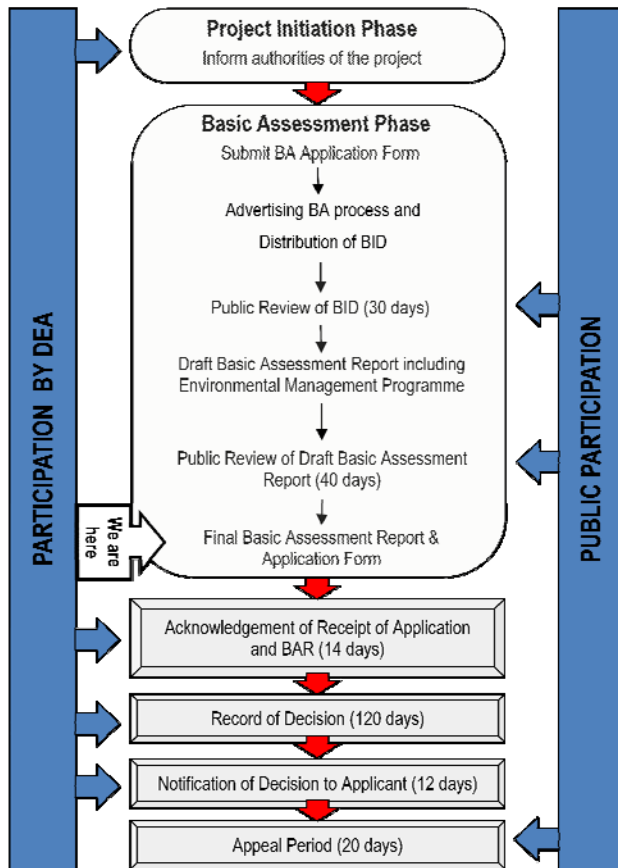 Project Initiation Phase
Inform authorities of the project
Basic Assessment Phase
Submit BA Application Form
Advertising BA process and
Distribution of BID
Public Review of BID (30 days)
Draft Basic Assessment Report including
Environmental Management Programme
Public Review of Draft Basic Assessment
Report (40 days)
Final Basic Assessment Report &
Application Form
We are
here
Acknowledgement of Receipt of Application
and BAR (14 days)
Record of Decision (120 days)
Notification of Decision to Applicant (12 days)
Appeal Period (20 days)
PARTICIPATION BY DEA
PUBLIC PARTICIPATION